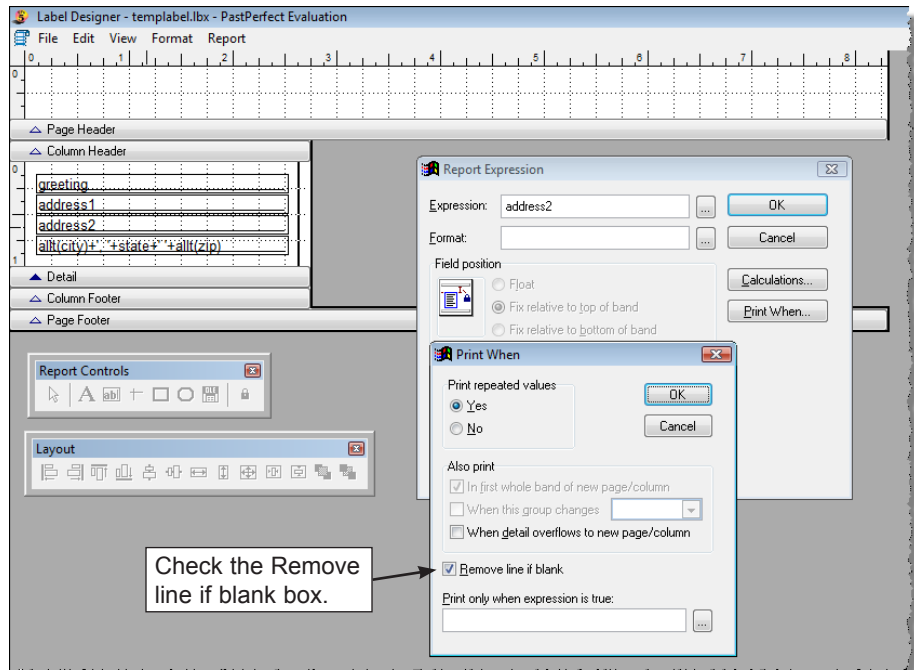 Label Designer - templabel.lbx - PastPerfect Evaluation
File Edit View Format Report
0 1 2 3 4 5 6 7 8
0
Page Header
Column Header
0
greeting
address1
address2
allt(city)+', '+state+' '+allt(zip)
1
Detail
Column Footer
Page Footer
Report Expression
Expression: address2 ... OK
Format: ... Cancel
Field position
Float
Fix relative to top of band
Fix relative to bottom of band
Calculations...
Print When...
Report Controls
A ab|
Layout
Print When
Print repeated values
Yes
No
OK
Cancel
Also print
In first whole band of new page/column
When this group changes
When detail overflows to new page/column
Remove line if blank
Print only when expression is true:
...
Check the Remove
line if blank box.